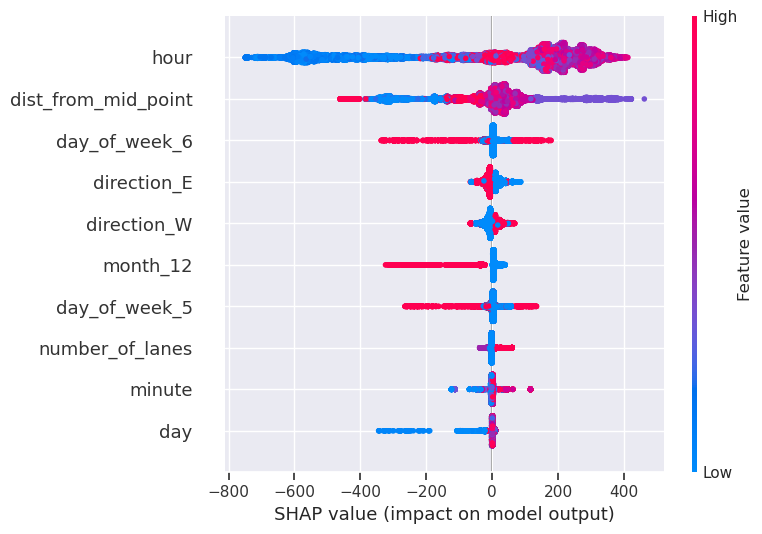 High
hour
dist_from_mid_point
day_of_week_6
direction_E
direction_W
month_12
day_of_week_5
number_of_lanes
minute
day
Feature value
Low
−800 −600 −400 −200 0 200 400
SHAP value (impact on model output)